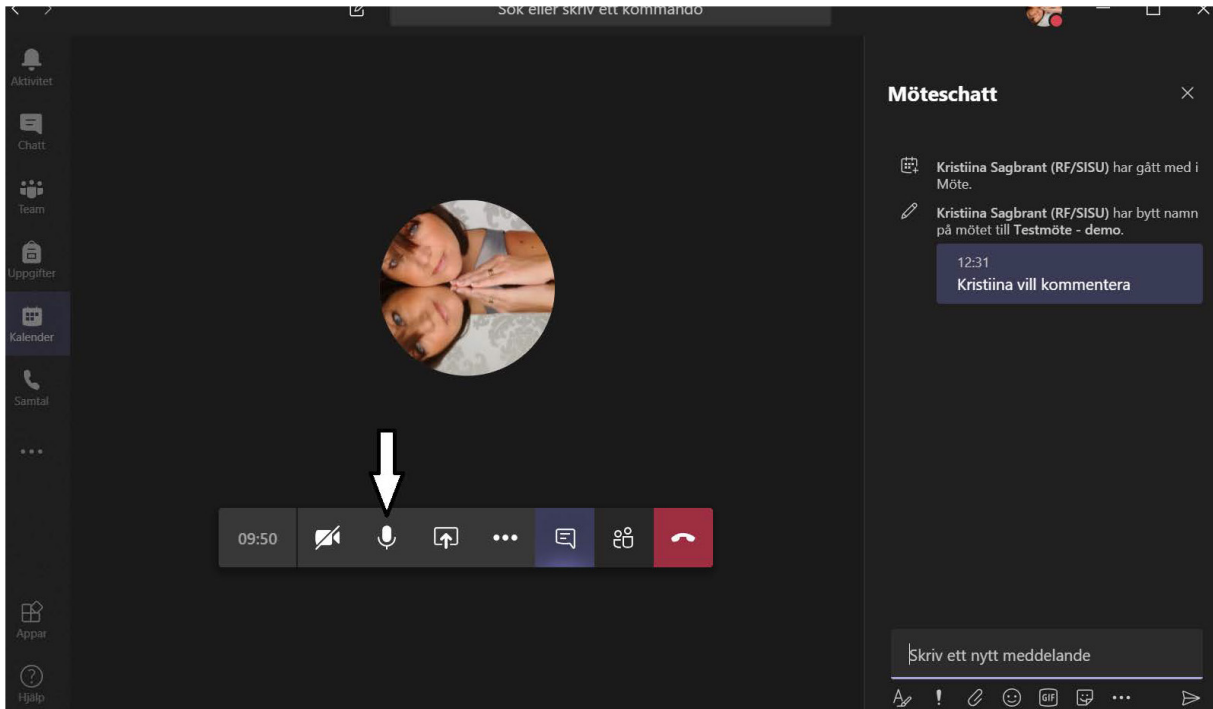 Sök eller skriv ett kommando
Aktivitet
Chatt
Team
Uppgifter
Kalender
Samtal
Appar
Hjälp
09:50
Möteschatt
Kristiina Sagbrant (RF/SISU) har gått med i
Möte.
Kristiina Sagbrant (RF/SISU) har bytt namn
på mötet till Testmöte - demo.
12:31
Kristiina vill kommentera
Skriv ett nytt meddelande
GIF